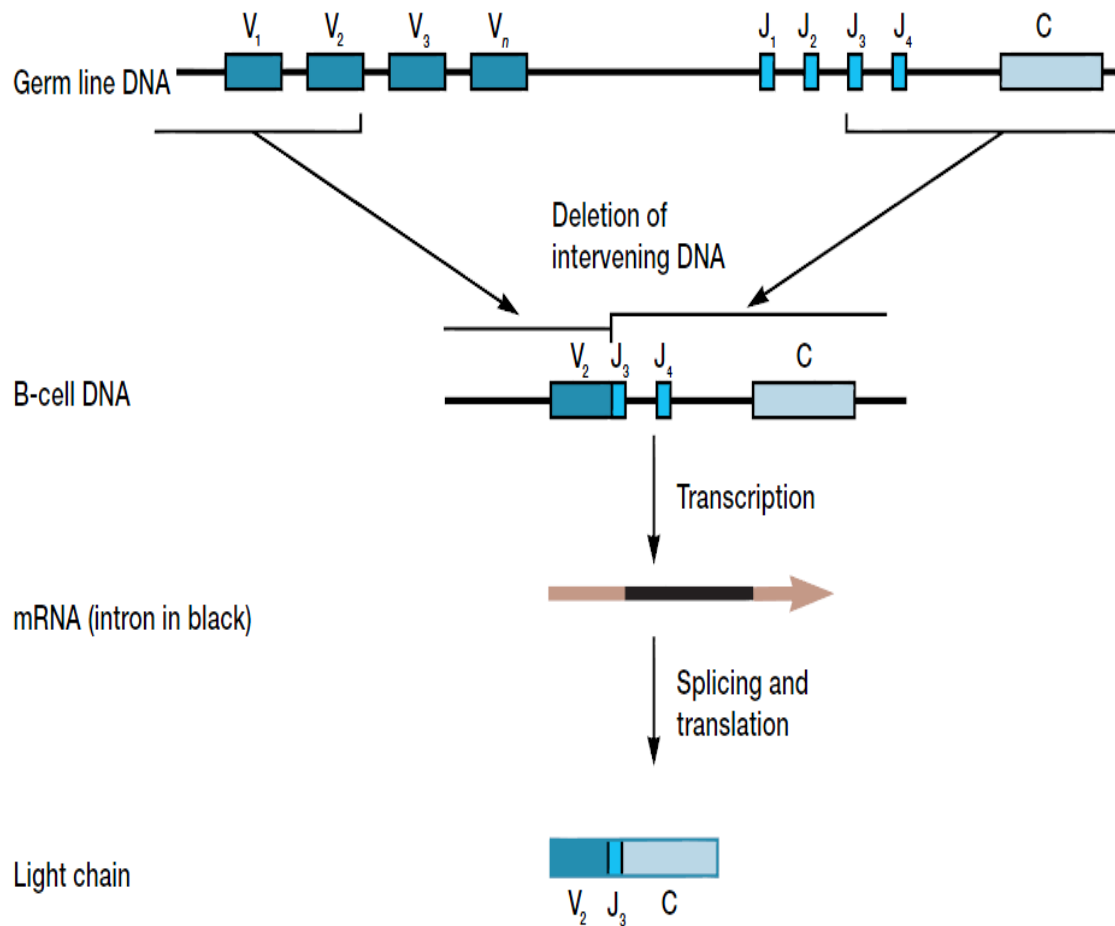 V₁ V₂ V₃ Vₙ J₁ J₂ J₃ J₄ C
Germ line DNA
Deletion of
intervening DNA
V₂ J₃ J₄ C
B-cell DNA
Transcription
mRNA (intron in black)
Splicing and
translation
Light chain
V₂ J₃ C